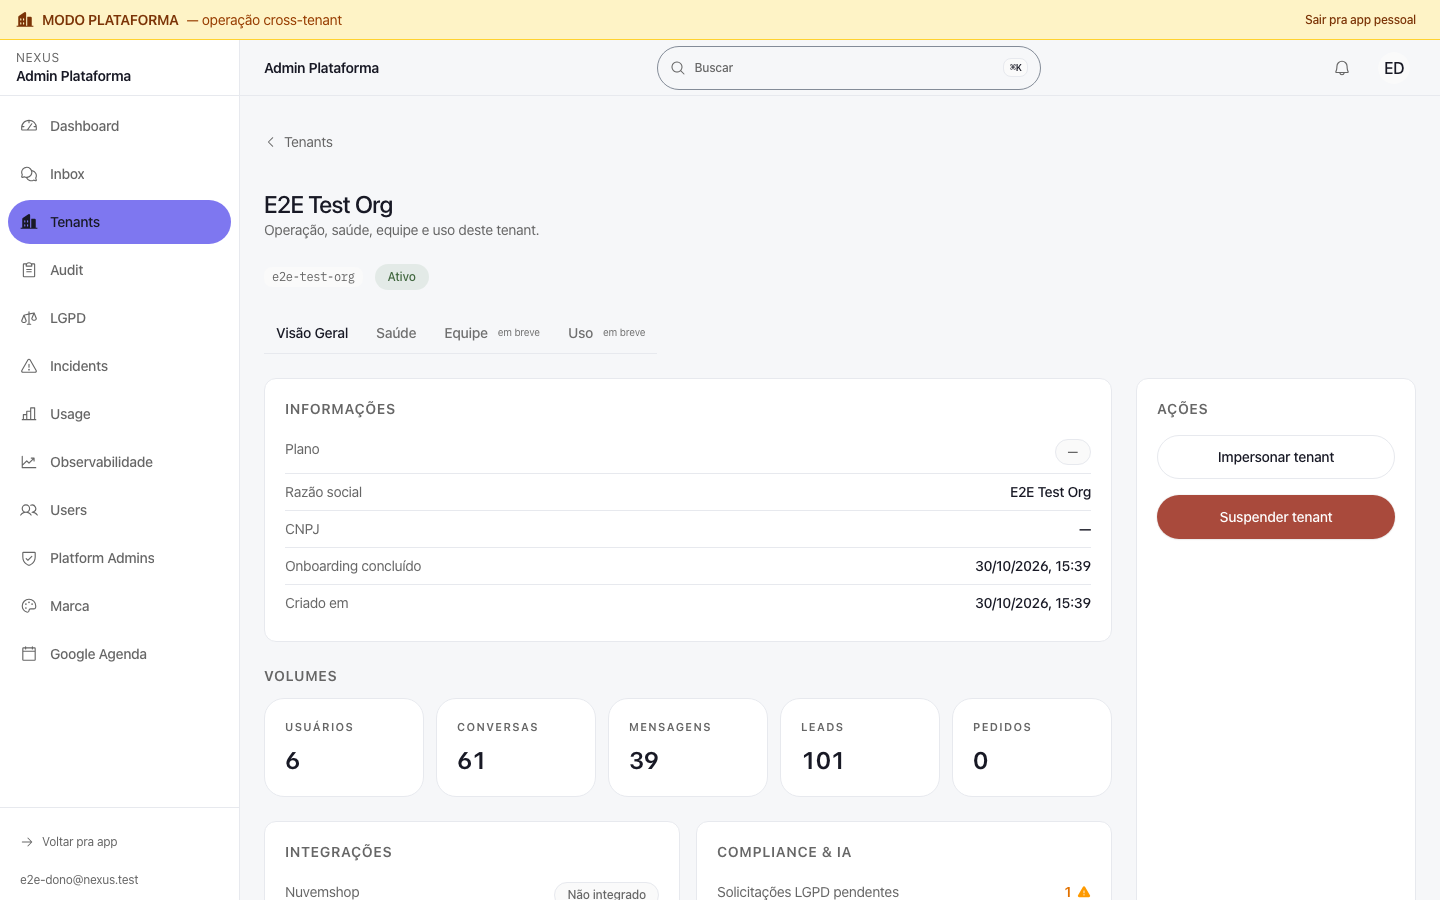 MODO PLATAFORMA — operação cross-tenant
Sair pra app pessoal
NEXUS
Admin Plataforma
Admin Plataforma
Buscar
⌘K
ED
Dashboard
Inbox
Tenants
Audit
LGPD
Incidents
Usage
Observabilidade
Users
Platform Admins
Marca
Google Agenda
Voltar pra app
e2e-dono@nexus.test
Tenants
E2E Test Org
Operação, saúde, equipe e uso deste tenant.
e2e-test-org
Ativo
Visão Geral
Saúde
Equipe em breve
Uso em breve
INFORMAÇÕES
Plano —
Razão social E2E Test Org
CNPJ —
Onboarding concluído 30/10/2026, 15:39
Criado em 30/10/2026, 15:39
AÇÕES
Impersonar tenant
Suspender tenant
VOLUMES
USUÁRIOS
6
CONVERSAS
61
MENSAGENS
39
LEADS
101
PEDIDOS
0
INTEGRAÇÕES
Nuvemshop Não integrado
COMPLIANCE & IA
Solicitações LGPD pendentes 1